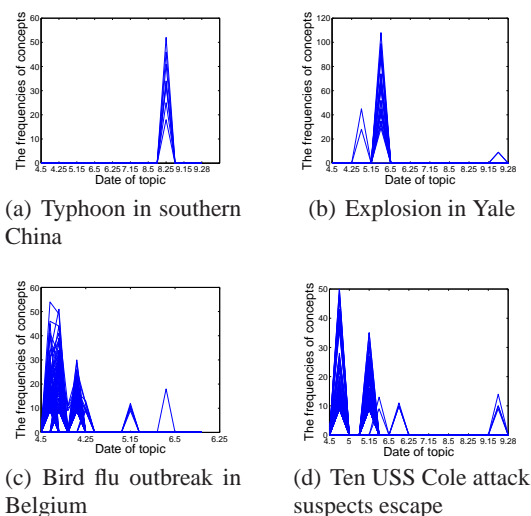 The frequencies of concepts
60
50
40
30
20
10
0
4.5 4.25 5.15 6.5 6.25 7.15 8.5 8.25 9.15 9.28
Date of topic
(a) Typhoon in southern
China
The frequencies of concepts
120
100
80
60
40
20
0
4.5 4.25 5.15 6.5 6.25 7.15 8.5 8.25 9.15 9.28
Date of topic
(b) Explosion in Yale
The frequencies of concepts
60
50
40
30
20
10
0
4.5 4.25 5.15 6.5 6.25
Date of topic
(c) Bird flu outbreak in
Belgium
The frequencies of concepts
50
40
30
20
10
0
4.5 5 5.15 6.5 6.25 7.15 8.5 8.25 9.15 9.28
Date of topic
(d) Ten USS Cole attack
suspects escape